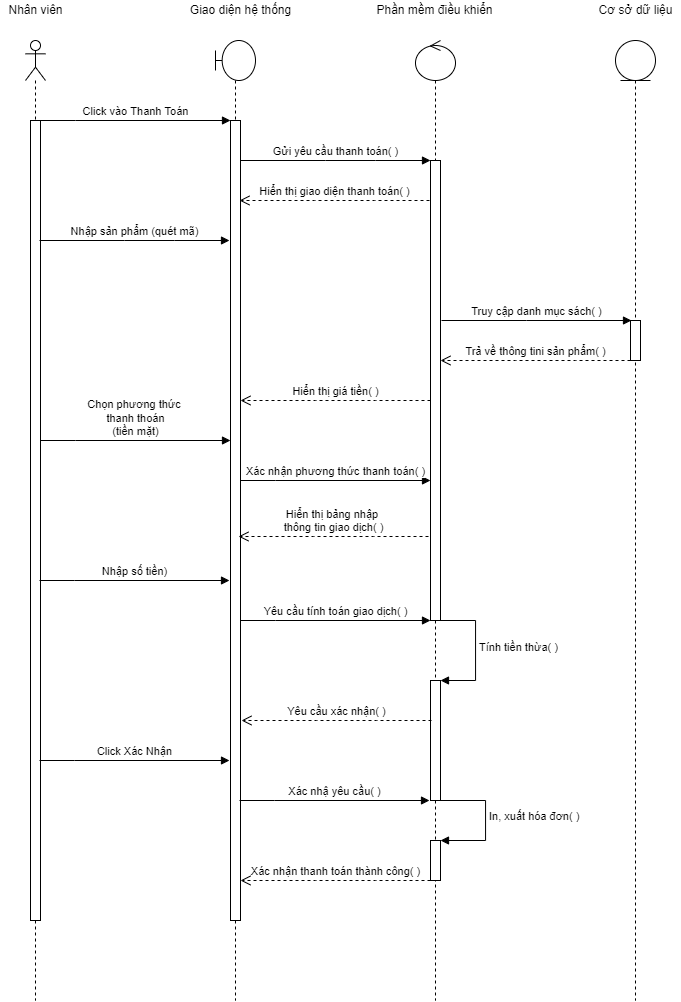 Nhân viên
Giao diện hệ thống
Phần mềm điều khiển
Cơ sở dữ liệu
Click vào Thanh Toán
Gửi yêu cầu thanh toán( )
Hiển thị giao diện thanh toán( )
Nhập sản phẩm (quét mã)
Truy cập danh mục sách( )
Trả về thông tini sản phẩm( )
Hiển thị giá tiền( )
Chọn phương thức
thanh thoán
(tiền mặt)
Xác nhận phương thức thanh toán( )
Hiển thị bảng nhập
thông tin giao dịch( )
Nhập số tiền)
Yêu cầu tính toán giao dịch( )
Tính tiền thừa( )
Yêu cầu xác nhận( )
Click Xác Nhận
Xác nhậ yêu cầu( )
In, xuất hóa đơn( )
Xác nhận thanh toán thành công( )